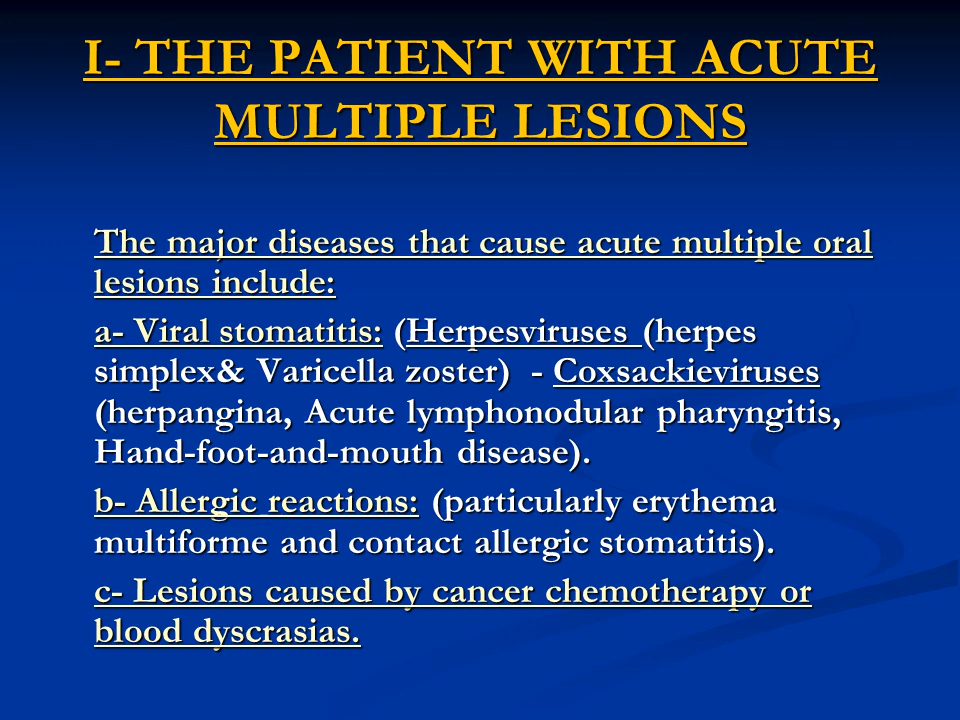 I- THE PATIENT WITH ACUTE
MULTIPLE LESIONS
The major diseases that cause acute multiple oral
lesions include:
a- Viral stomatitis: (Herpesviruses (herpes
simplex& Varicella zoster)  - Coxsackieviruses
(herpangina, Acute lymphonodular pharyngitis,
Hand-foot-and-mouth disease).
b- Allergic reactions: (particularly erythema
multiforme and contact allergic stomatitis).
c- Lesions caused by cancer chemotherapy or
blood dyscrasias.